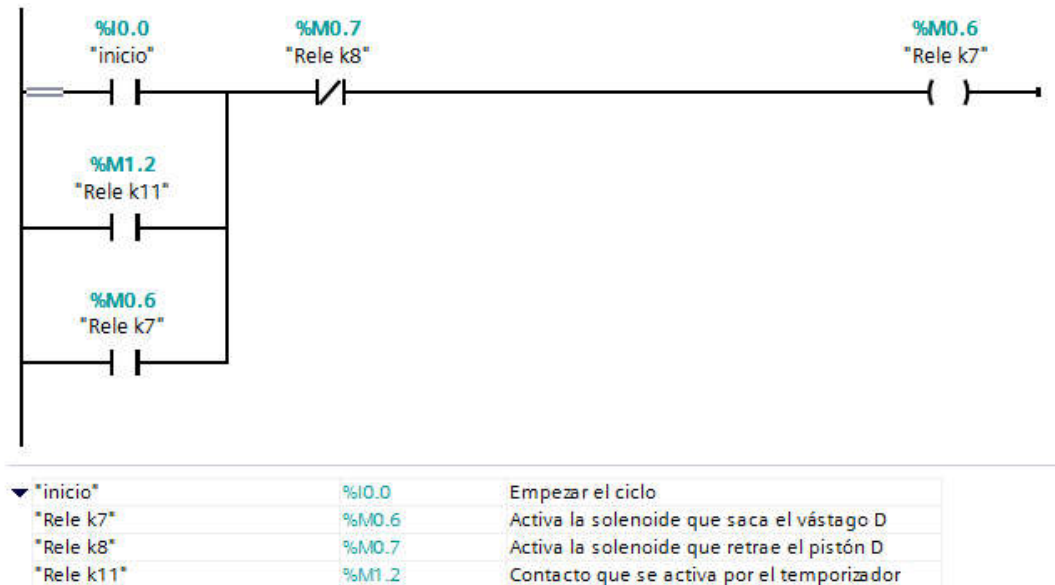 %I0.0 %M0.7 %M0.6
"inicio" "Rele k8" "Rele k7"
%M1.2
"Rele k11"
%M0.6
"Rele k7"
"inicio" %I0.0 Empezar el ciclo
"Rele k7" %M0.6 Activa la solenoide que saca el vástago D
"Rele k8" %M0.7 Activa la solenoide que retrae el pistón D
"Rele k11" %M1.2 Contacto que se activa por el temporizador